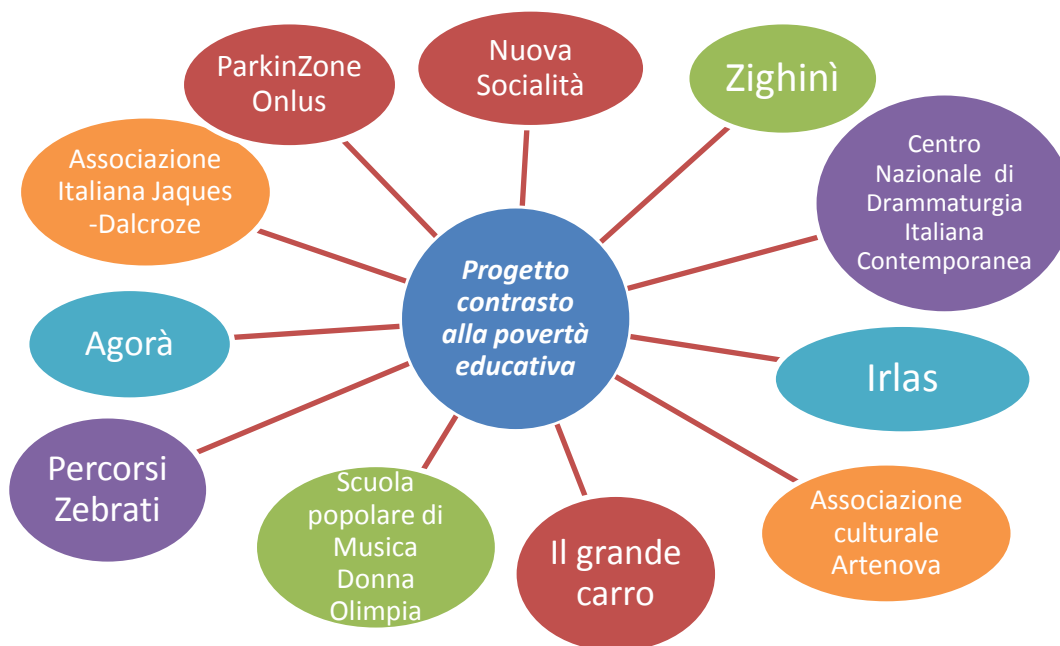 Nuova
Socialità
ParkinZone
Onlus
Zighinì
Associazione
Italiana Jaques
-Dalcroze
Centro
Nazionale di
Drammaturgia
Italiana
Contemporanea
Progetto
contrasto
alla povertà
educativa
Agorà
Irlas
Percorsi
Zebrati
Scuola
popolare di
Musica
Donna
Olimpia
Il grande
carro
Associazione
culturale
Artenova